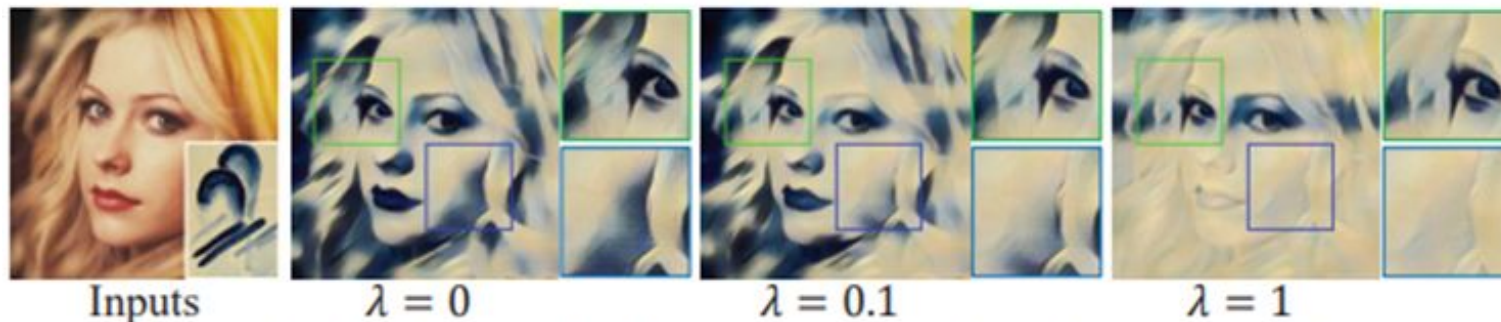 Inputs λ = 0 λ = 0.1 λ = 1